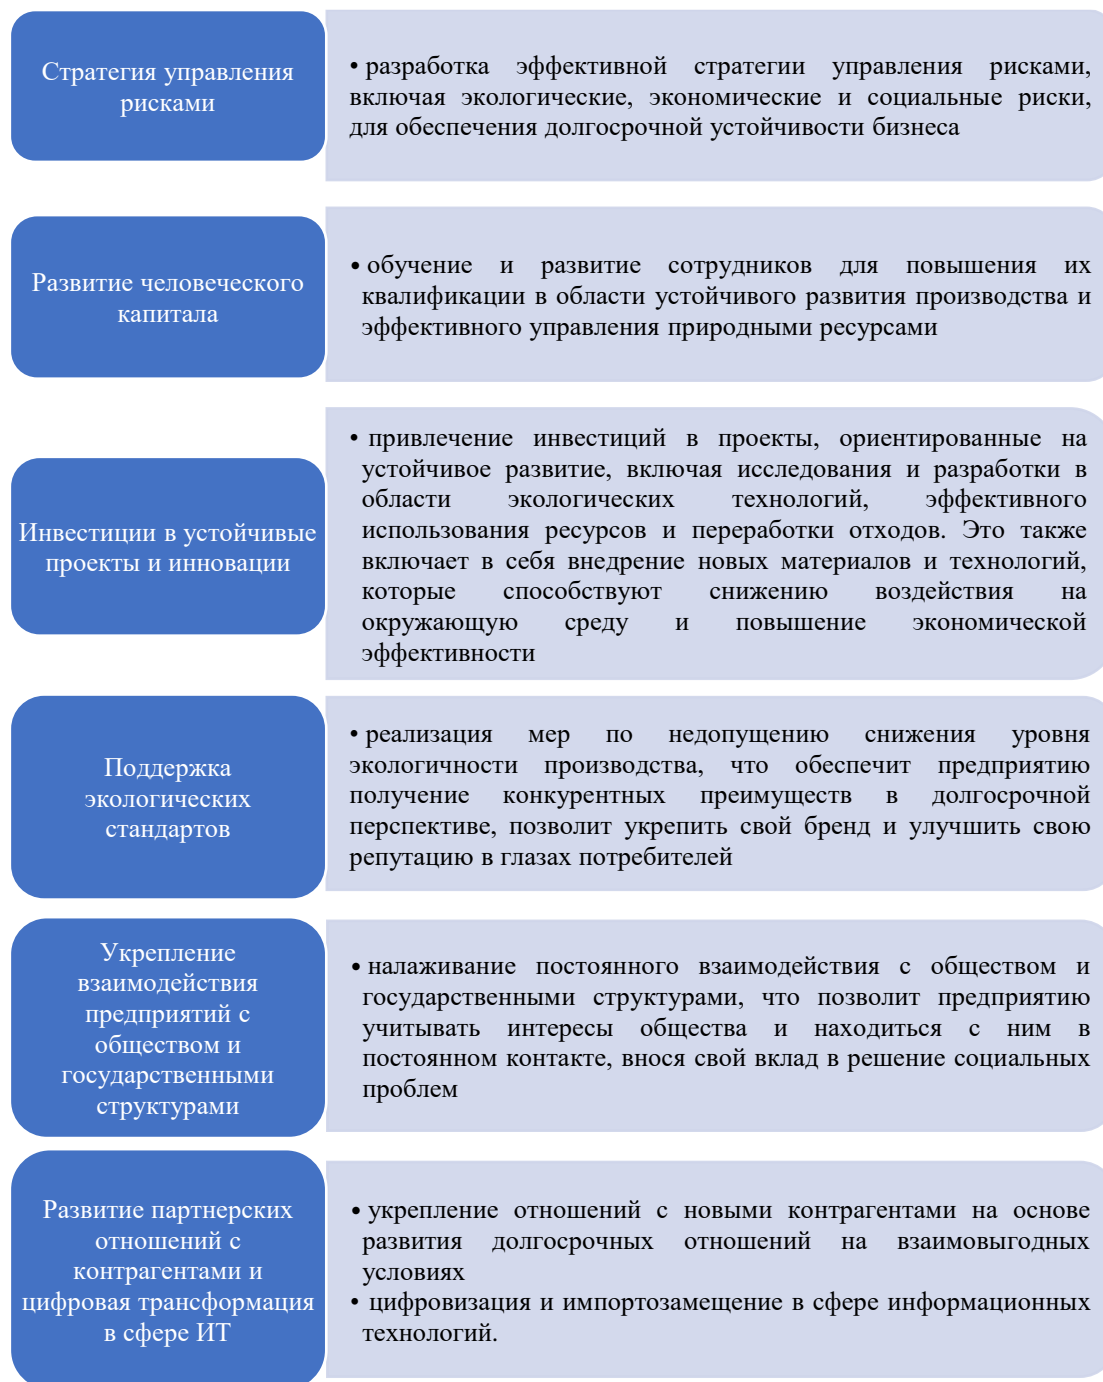 Стратегия управления
рисками
• разработка эффективной стратегии управления рисками,
включая экологические, экономические и социальные риски,
для обеспечения долгосрочной устойчивости бизнеса
Развитие человеческого
капитала
• обучение и развитие сотрудников для повышения их
квалификации в области устойчивого развития производства и
эффективного управления природными ресурсами
Инвестиции в устойчивые
проекты и инновации
• привлечение инвестиций в проекты, ориентированные на
устойчивое развитие, включая исследования и разработки в
области экологических технологий, эффективного
использования ресурсов и переработки отходов. Это также
включает в себя внедрение новых материалов и технологий,
которые способствуют снижению воздействия на
окружающую среду и повышение экономической
эффективности
Поддержка
экологических
стандартов
• реализация мер по недопущению снижения уровня
экологичности производства, что обеспечит предприятию
получение конкурентных преимуществ в долгосрочной
перспективе, позволит укрепить свой бренд и улучшить свою
репутацию в глазах потребителей
Укрепление
взаимодействия
предприятий с
обществом и
государственными
структурами
• налаживание постоянного взаимодействия с обществом и
государственными структурами, что позволит предприятию
учитывать интересы общества и находиться с ним в
постоянном контакте, внося свой вклад в решение социальных
проблем
Развитие партнерских
отношений с
контрагентами и
цифровая трансформация
в сфере ИТ
• укрепление отношений с новыми контрагентами на основе
развития долгосрочных отношений на взаимовыгодных
условиях
• цифровизация и импортозамещение в сфере информационных
технологий.